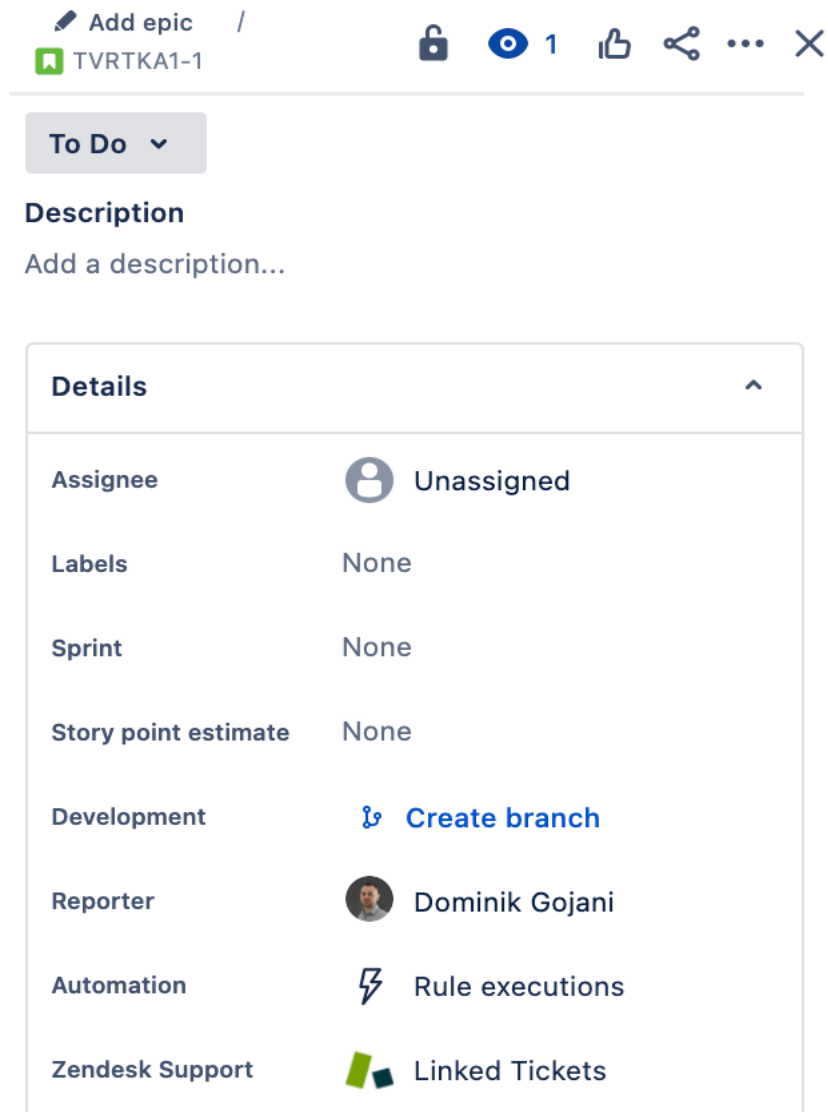 Add epic /
TVRTKA1-1
1
To Do
Description
Add a description...
Details
Assignee Unassigned
Labels None
Sprint None
Story point estimate None
Development Create branch
Reporter Dominik Gojani
Automation Rule executions
Zendesk Support Linked Tickets